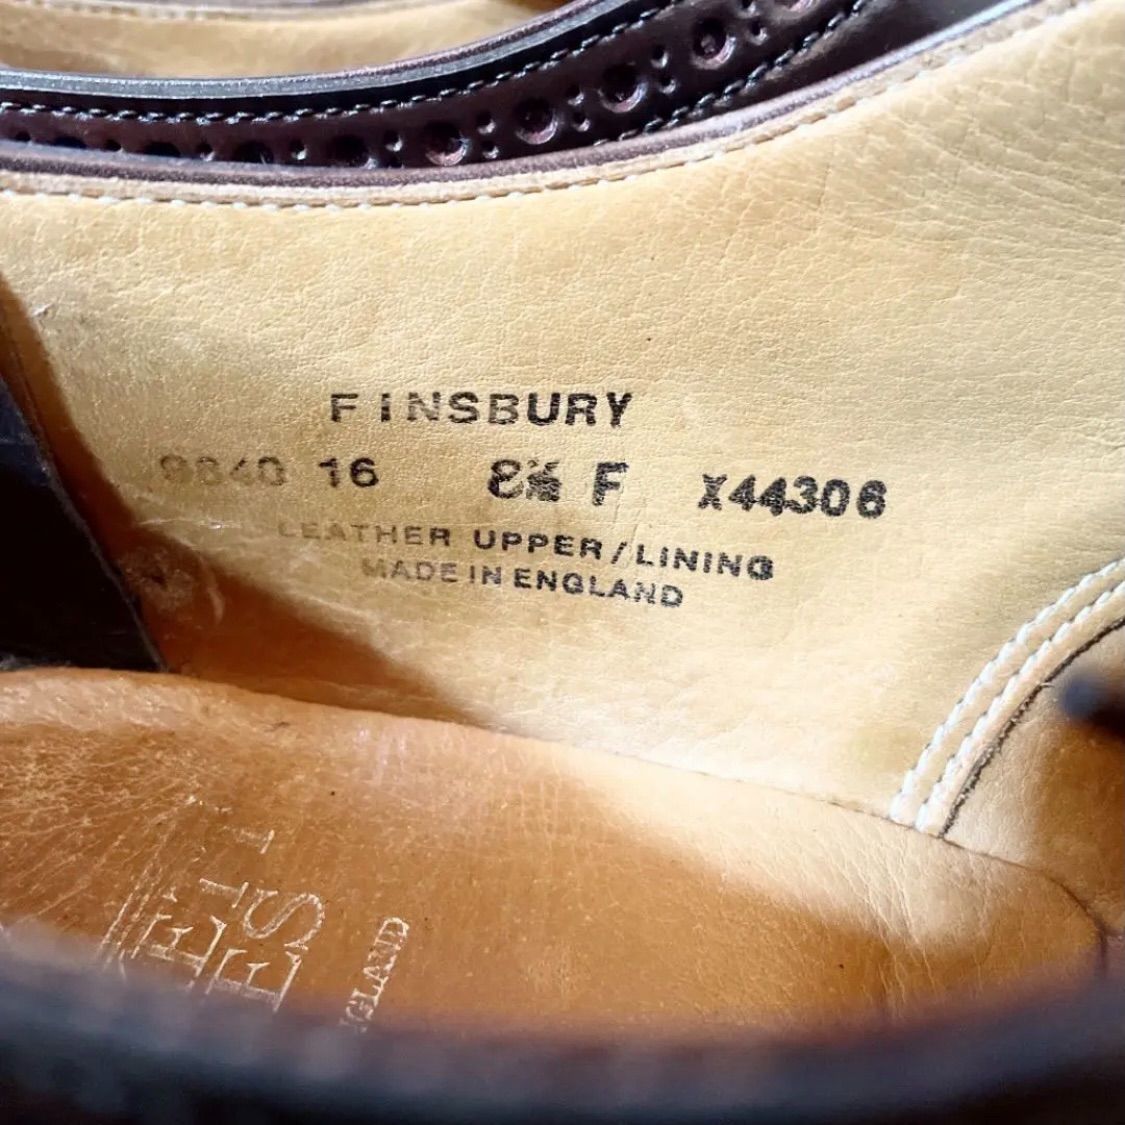 FINSBURY
16 8½ F X44306
LEATHER UPPER/LINING
MADE IN ENGLAND